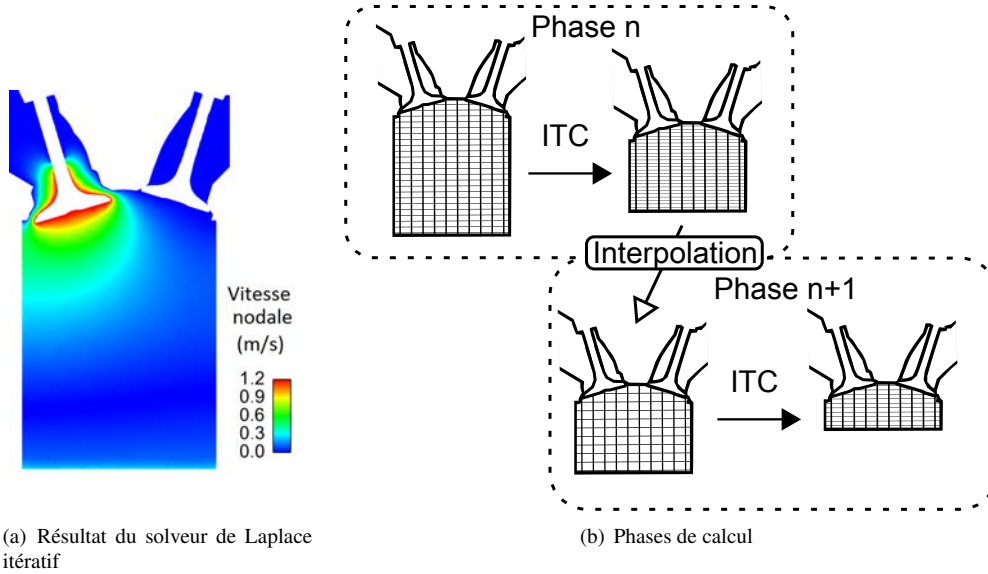 Phase n
ITC
Interpolation
Phase n+1
ITC
Vitesse
nodale
(m/s)
1.2
0.9
0.6
0.3
0.0
(a) Résultat du solveur de Laplace
itératif
(b) Phases de calcul